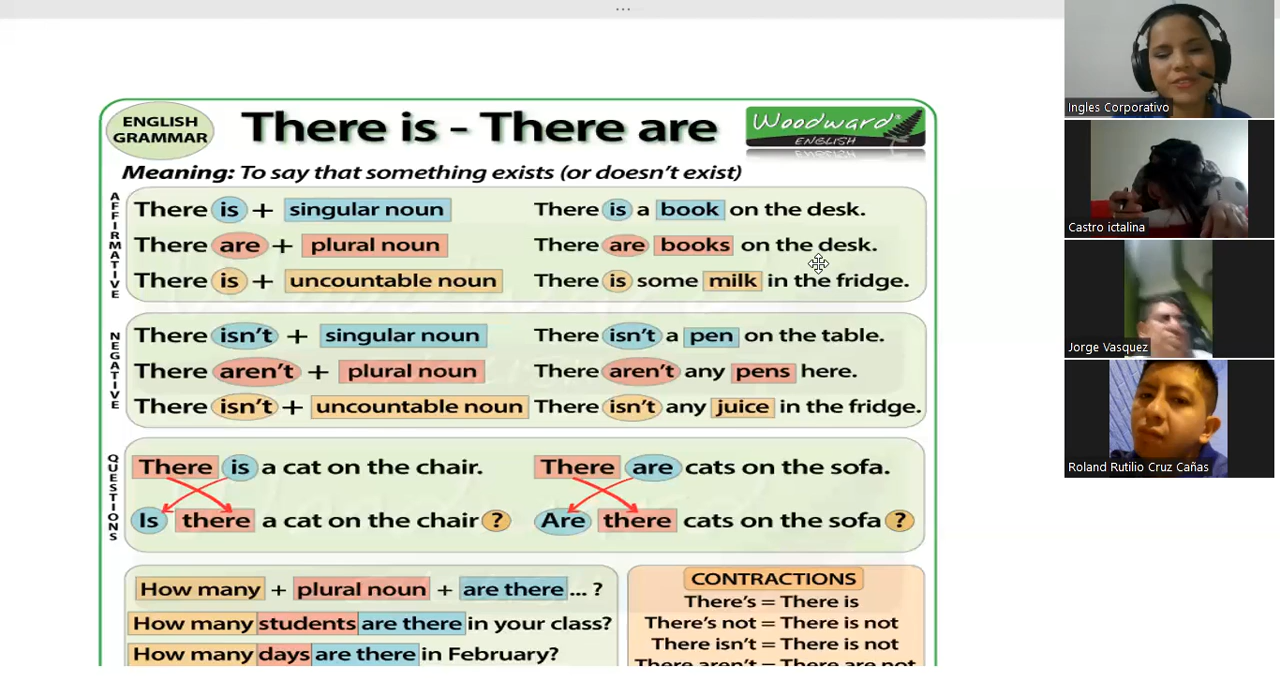 ...
ENGLISH
GRAMMAR
There is - There are
Woodward®
ENGLISH
Meaning: To say that something exists (or doesn't exist)
AFFIRMATIVE
There is + singular noun
There is a book on the desk.
There are + plural noun
There are books on the desk.
There is + uncountable noun
There is some milk in the fridge.
NEGATIVE
There isn't + singular noun
There isn't a pen on the table.
There aren't + plural noun
There aren't any pens here.
There isn't + uncountable noun
There isn't any juice in the fridge.
QUESTIONS
There is a cat on the chair.
Is there a cat on the chair ?
There are cats on the sofa.
Are there cats on the sofa ?
How many + plural noun + are there ... ?
How many students are there in your class?
How many days are there in February?
CONTRACTIONS
There's = There is
There's not = There is not
There isn't = There is not
There aren't = There are not
Ingles Corporativo
Castro ictalina
Jorge Vasquez
Roland Rutilio Cruz Cañas